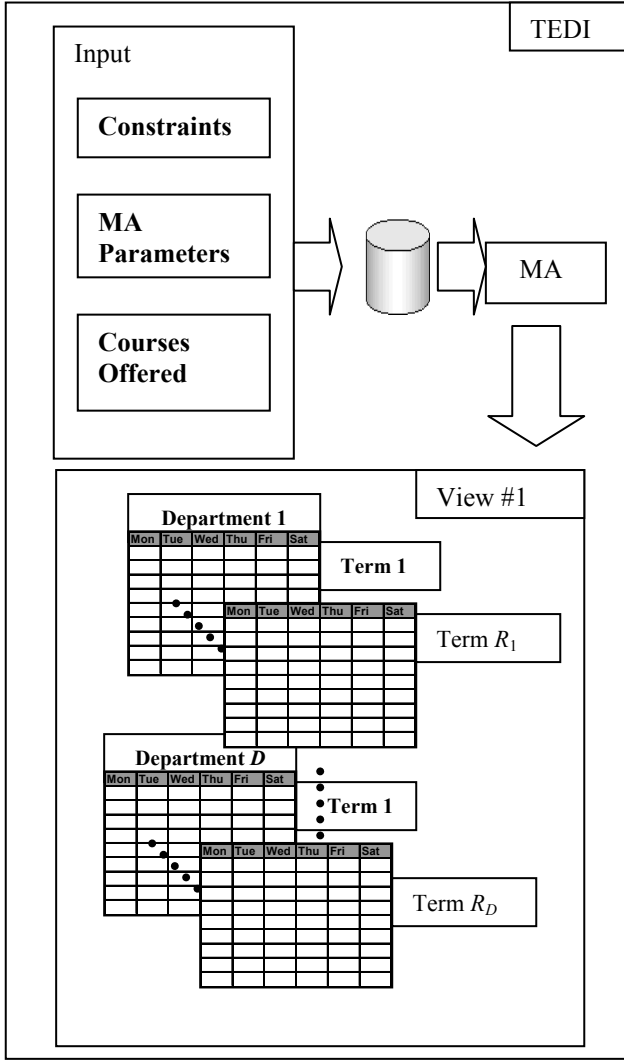 TEDI
Input
Constraints
MA
Parameters
Courses
Offered
MA
View #1
Department 1
Mon Tue Wed Thu Fri Sat
Term 1
Mon Tue Wed Thu Fri Sat
Term R1
Department D
Mon Tue Wed Thu Fri Sat
Term 1
Mon Tue Wed Thu Fri Sat
Term RD